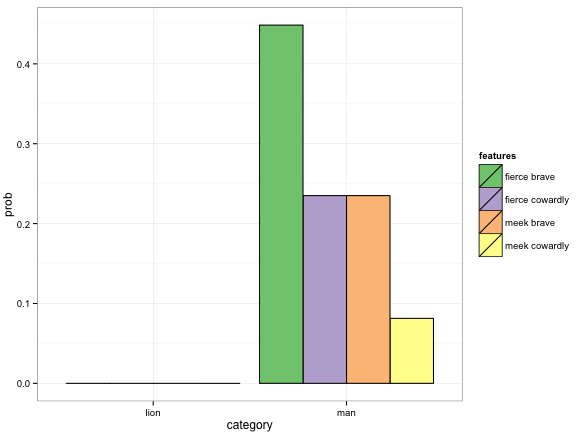 0.4
0.3
0.2
0.1
0.0
prob
lion man
category
features
fierce brave
fierce cowardly
meek brave
meek cowardly